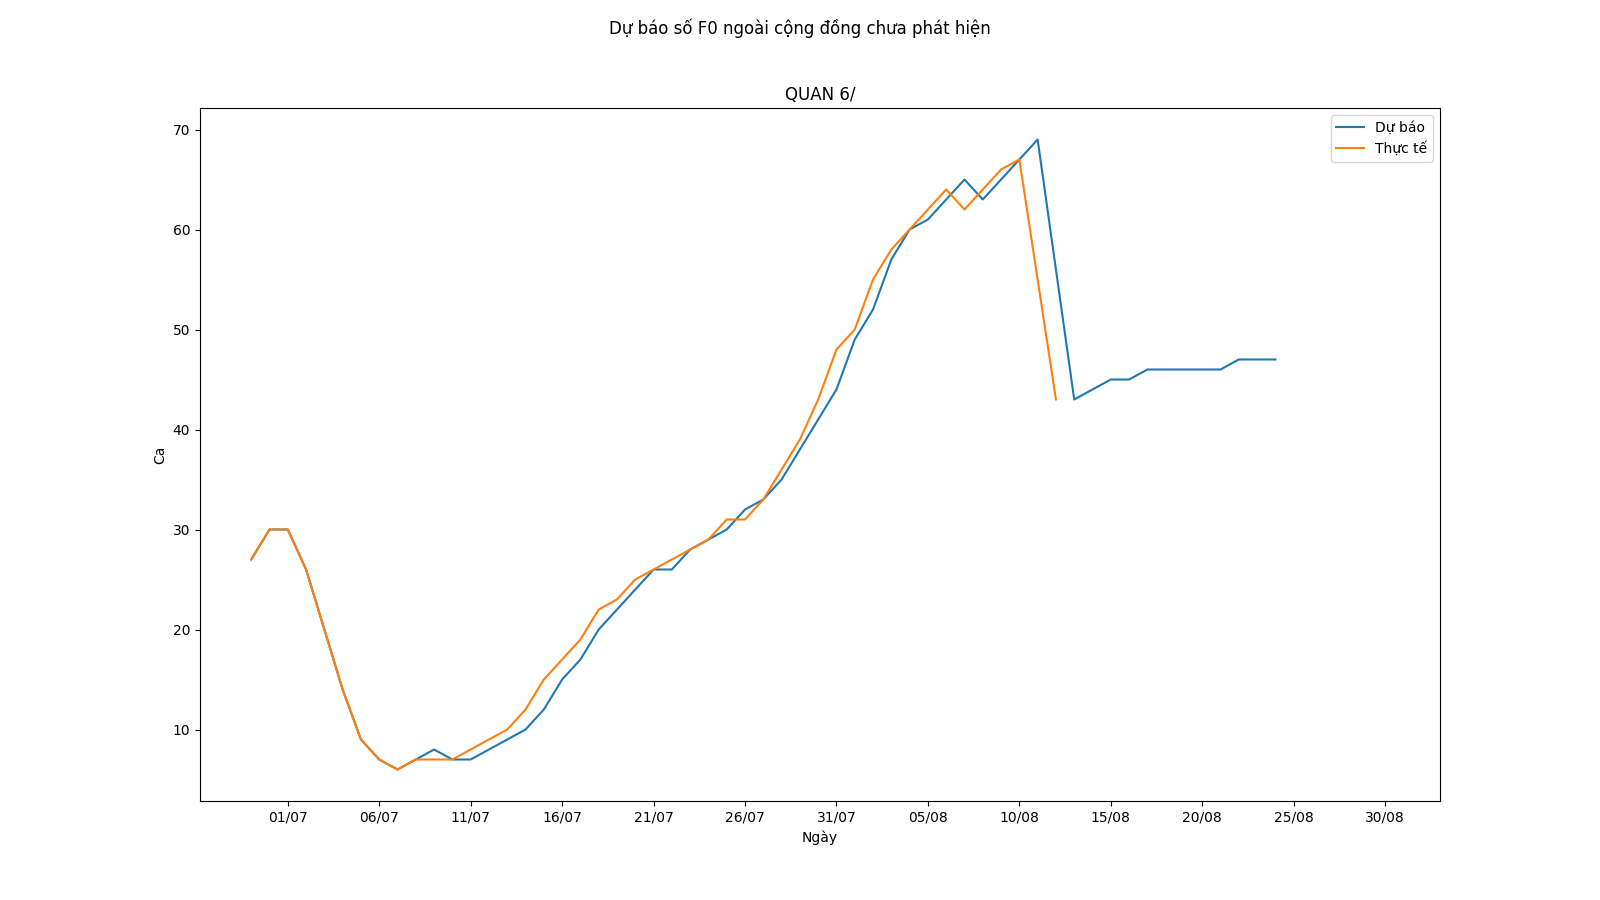 Dự báo số F0 ngoài cộng đồng chưa phát hiện
QUAN 6/
Dự báo
Thực tế
Ca
70
60
50
40
30
20
10
01/07 06/07 11/07 16/07 21/07 26/07 31/07 05/08 10/08 15/08 20/08 25/08 30/08
Ngày